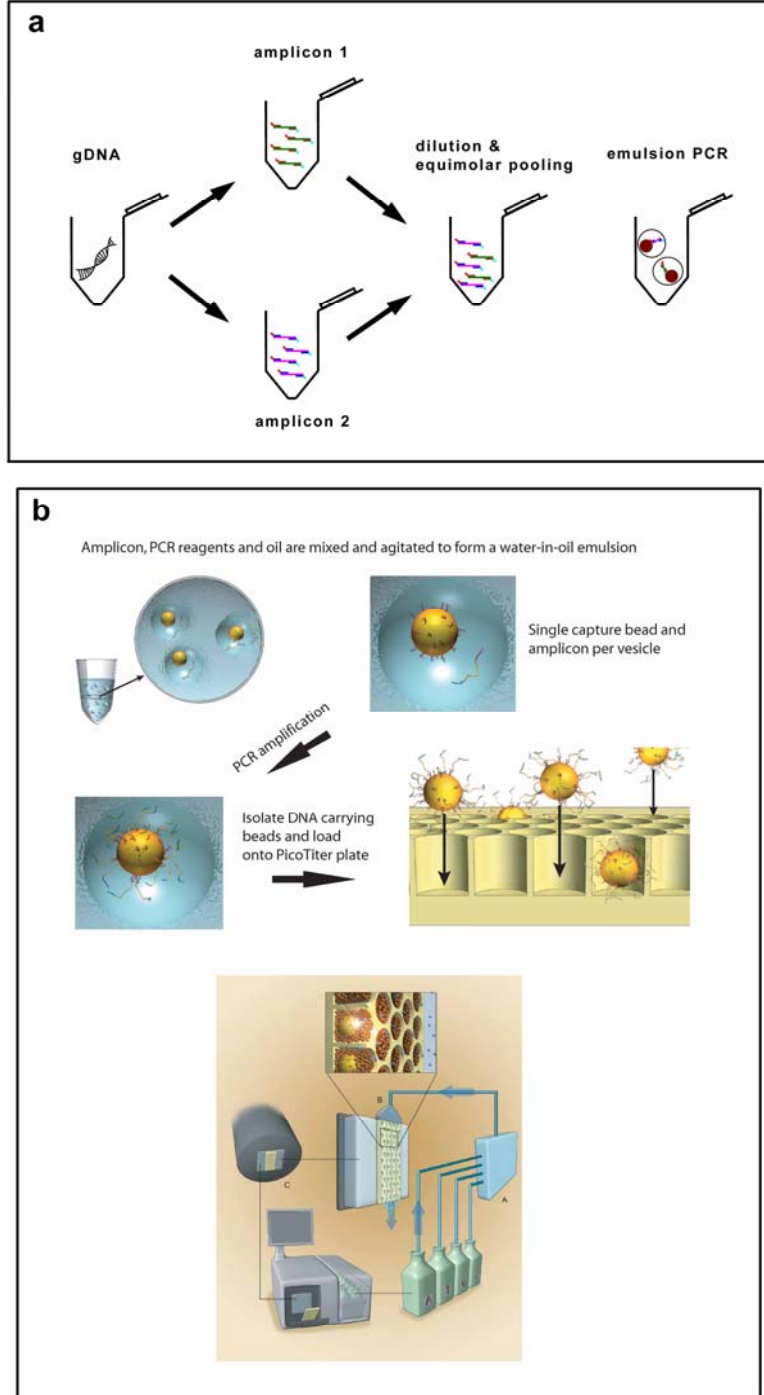 a
amplicon 1
gDNA
dilution &
equimolar pooling
emulsion PCR
amplicon 2
b
Amplicon, PCR reagents and oil are mixed and agitated to form a water-in-oil emulsion
Single capture bead and
amplicon per vesicle
PCR amplification
Isolate DNA carrying
beads and load
onto PicoTiter plate
B
C
A